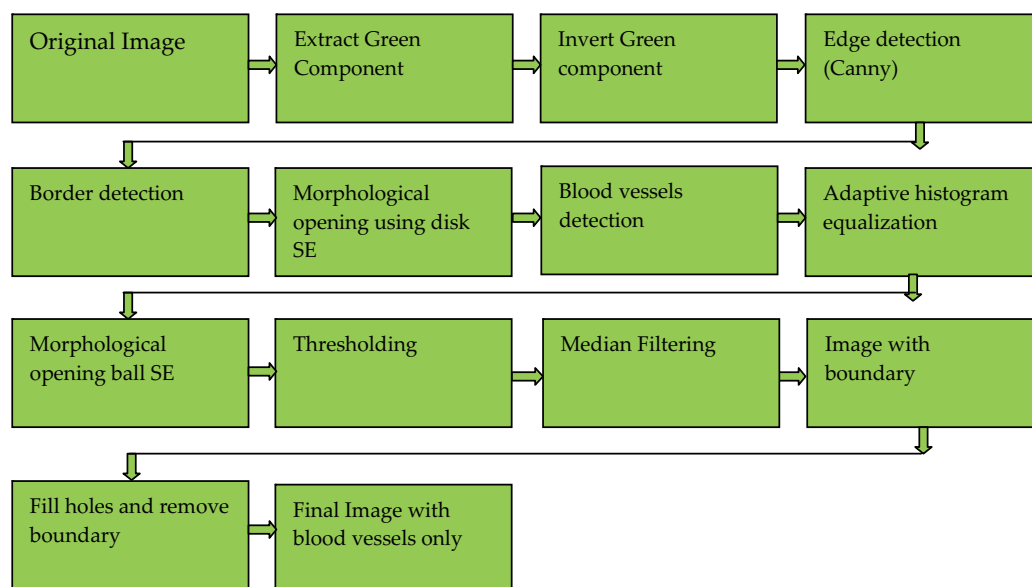 Original Image
Extract Green
Component
Invert Green
component
Edge detection
(Canny)
Border detection
Morphological
opening using disk
SE
Blood vessels
detection
Adaptive histogram
equalization
Morphological
opening ball SE
Thresholding
Median Filtering
Image with
boundary
Fill holes and remove
boundary
Final Image with
blood vessels only